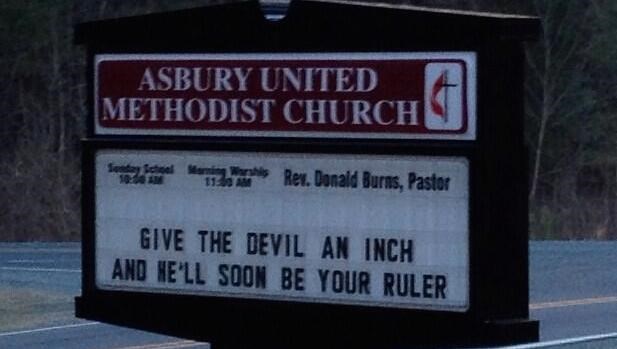 ASBURY UNITED
METHODIST CHURCH
Sunday School Morning Worship Rev. Donald Burns, Pastor
10:00 AM 11:00 AM
GIVE THE DEVIL AN INCH
AND HE'LL SOON BE YOUR RULER